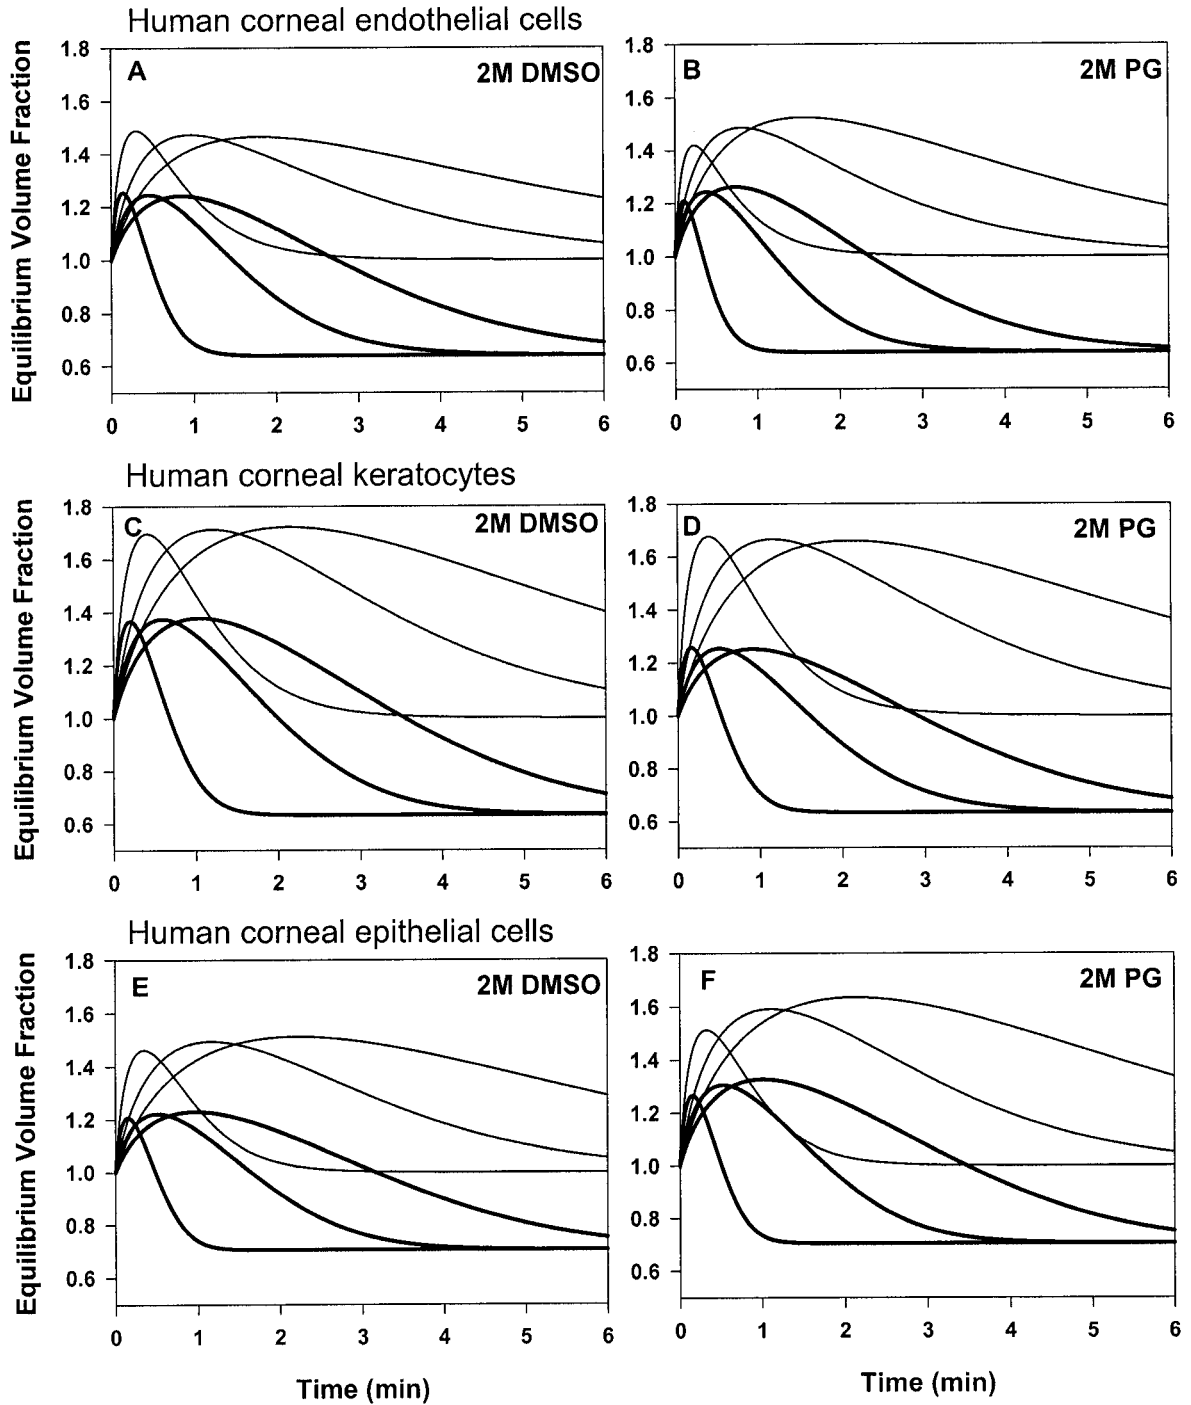 Human corneal endothelial cells
A
2M DMSO
B
2M PG
Equilibrium Volume Fraction
1.8
1.6
1.4
1.2
1.0
0.8
0.6
0 1 2 3 4 5 6
1.8
1.6
1.4
1.2
1.0
0.8
0.6
0 1 2 3 4 5 6
Human corneal keratocytes
C
2M DMSO
D
2M PG
Equilibrium Volume Fraction
1.8
1.6
1.4
1.2
1.0
0.8
0.6
0 1 2 3 4 5 6
1.8
1.6
1.4
1.2
1.0
0.8
0.6
0 1 2 3 4 5 6
Human corneal epithelial cells
E
2M DMSO
F
2M PG
Equilibrium Volume Fraction
1.8
1.6
1.4
1.2
1.0
0.8
0.6
0 1 2 3 4 5 6
1.8
1.6
1.4
1.2
1.0
0.8
0.6
0 1 2 3 4 5 6
Time (min)
Time (min)